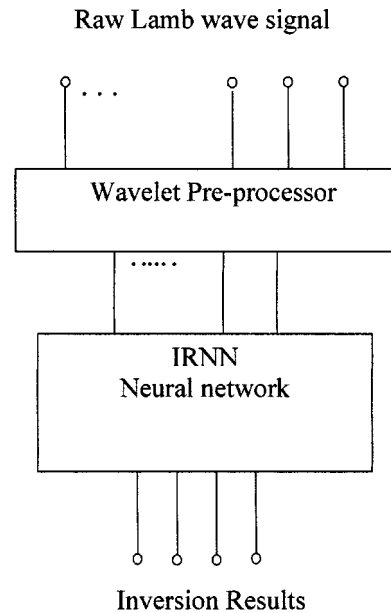 Raw Lamb wave signal
. . .
Wavelet Pre-processor
......
IRNN
Neural network
Inversion Results